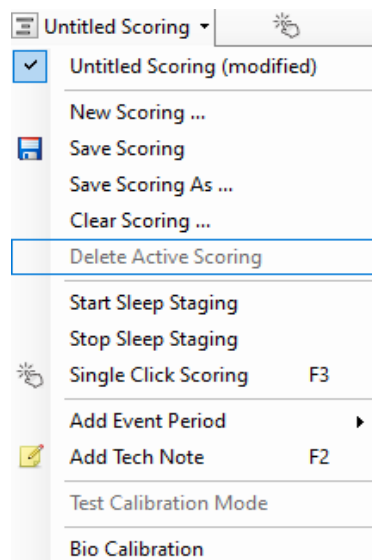 Untitled Scoring
Untitled Scoring (modified)
New Scoring ...
Save Scoring
Save Scoring As ...
Clear Scoring ...
Delete Active Scoring
Start Sleep Staging
Stop Sleep Staging
Single Click Scoring F3
Add Event Period
Add Tech Note F2
Test Calibration Mode
Bio Calibration